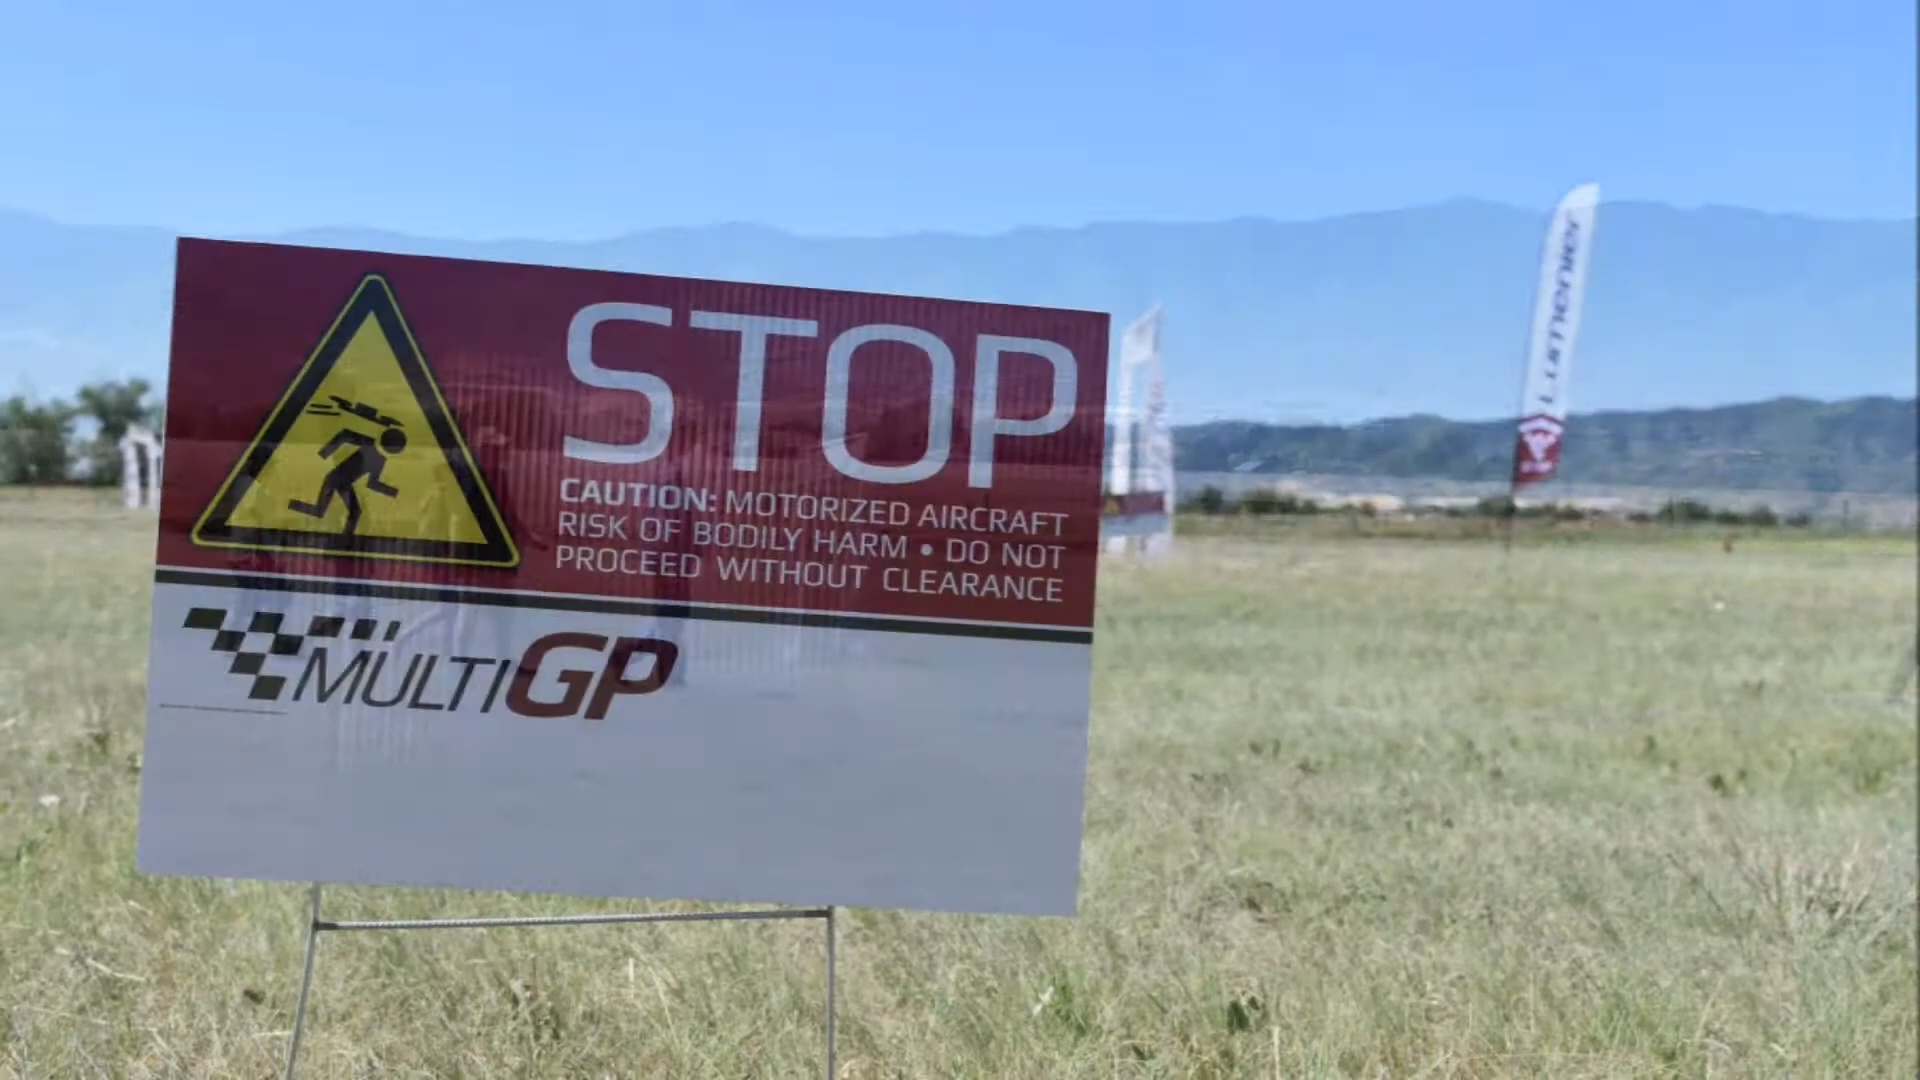 STOP
CAUTION: MOTORIZED AIRCRAFT
RISK OF BODILY HARM • DO NOT
PROCEED WITHOUT CLEARANCE
MULTIGP